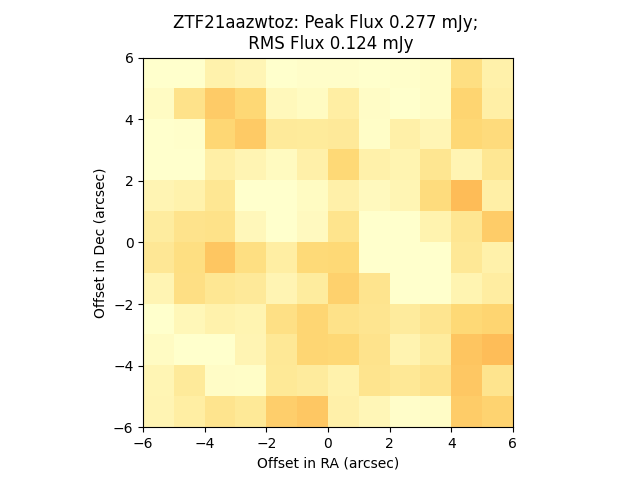 ZTF21aazwtoz: Peak Flux 0.277 mJy;
RMS Flux 0.124 mJy
6
4
2
0
−2
−4
−6
Offset in Dec (arcsec)
−6 −4 −2 0 2 4 6
Offset in RA (arcsec)